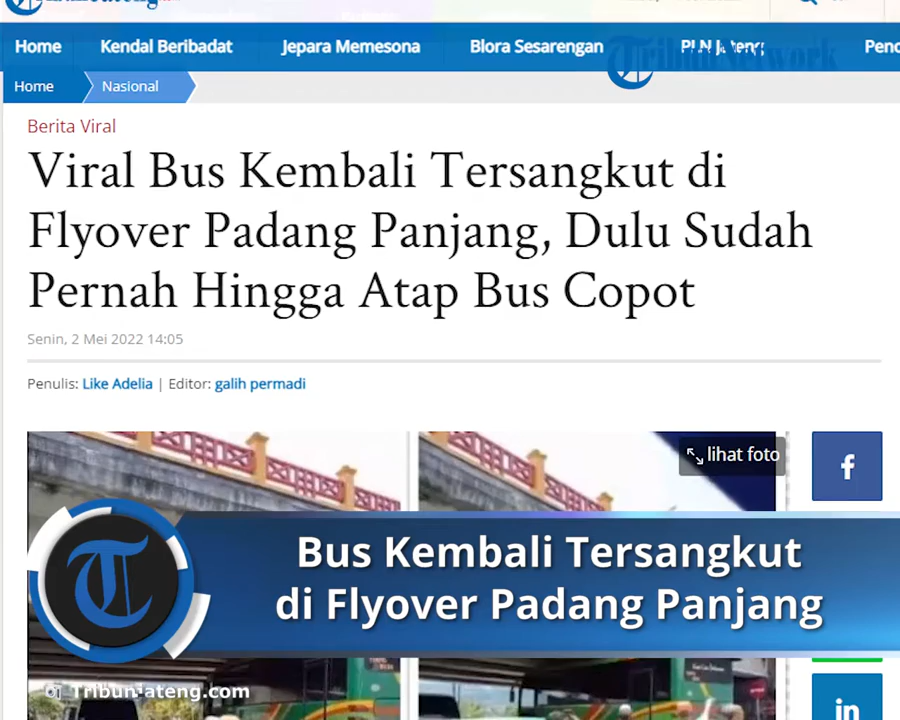 Home Kendal Beribadat Jepara Memesona Blora Sesarengan
Home Nasional
Berita Viral
Viral Bus Kembali Tersangkut di
Flyover Padang Panjang, Dulu Sudah
Pernah Hingga Atap Bus Copot
Senin, 2 Mei 2022 14:05
Penulis: Like Adelia | Editor: galih permadi
lihat foto
f
Bus Kembali Tersangkut
di Flyover Padang Panjang
Tribunjateng.com
in